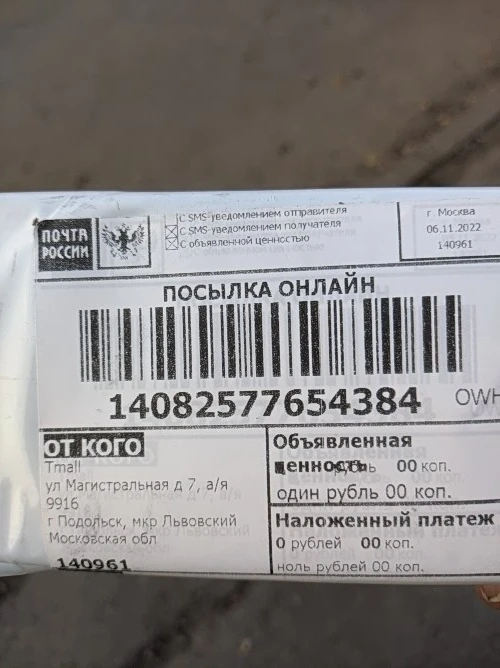 ПОЧТА
РОССИИ
С SMS-уведомлением отправителя
С SMS-уведомлением получателя
С объявленной ценностью
г Москва
06.11.2022
140961
ПОСЫЛКА ОНЛАЙН
14082577654384
OWH
ОТ КОГО
Tmall
ул Магистральная д 7, а/я
9916
г Подольск, мкр Львовский
Московская обл
140961
Объявленная
ценность 00 коп.
один рубль 00 коп.
Наложенный платеж
0 рублей 00 коп.
ноль рублей 00 коп.